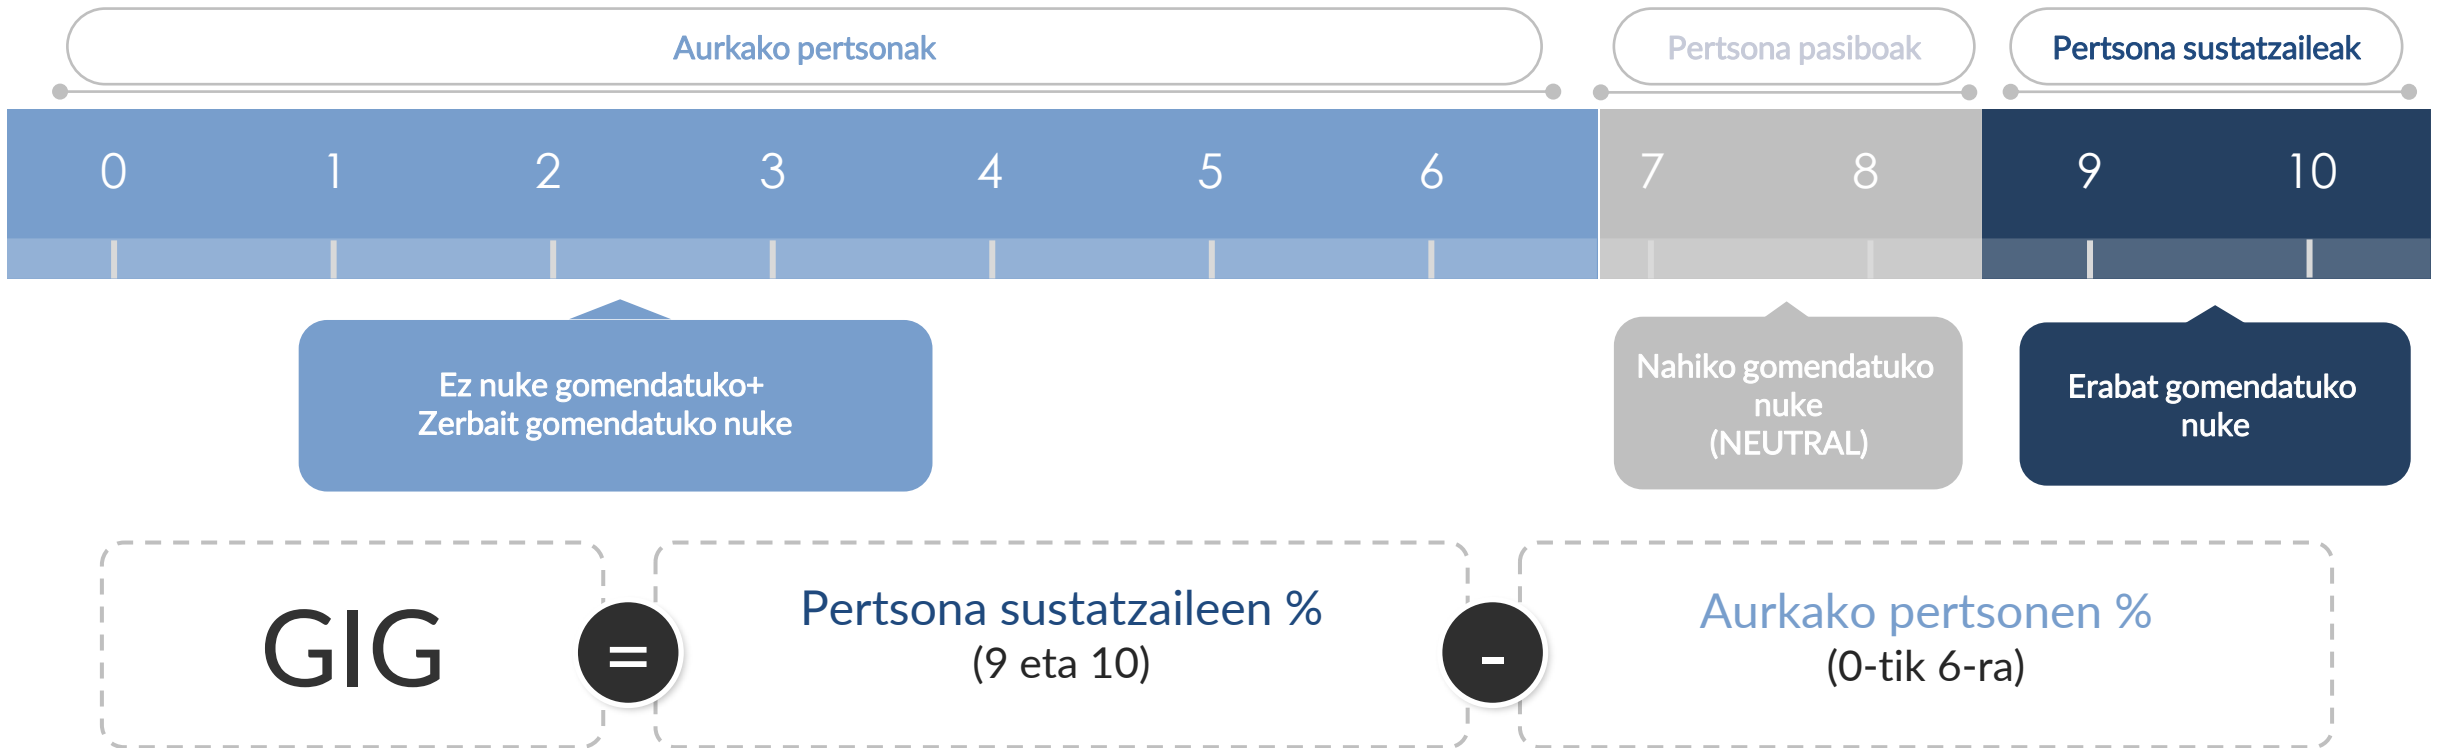 Aurkako pertsonak
Pertsona pasiboak
Pertsona sustatzaileak
0 1 2 3 4 5 6 7 8 9 10
Ez nuke gomendatuko+
Zerbait gomendatuko nuke
Nahiko gomendatuko
nuke
(NEUTRAL)
Erabat gomendatuko
nuke
GIG
=
Pertsona sustatzaileen %
(9 eta 10)
-
Aurkako pertsonen %
(0-tik 6-ra)